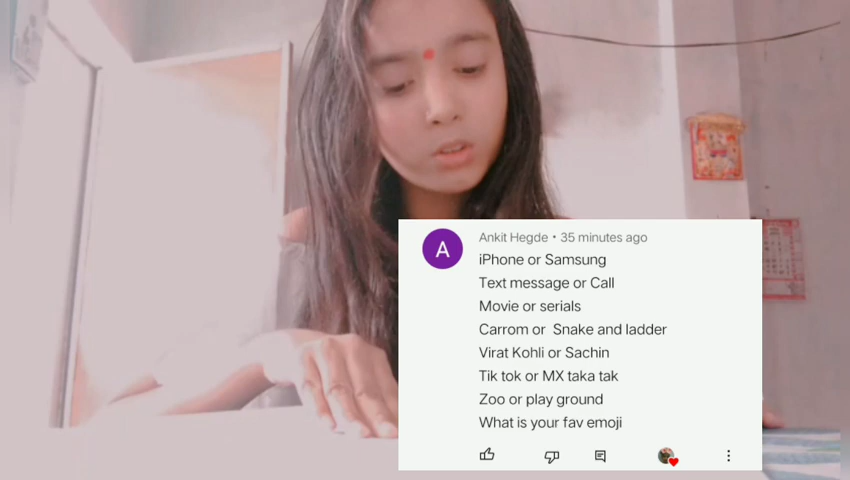 A
Ankit Hegde • 35 minutes ago
iPhone or Samsung
Text message or Call
Movie or serials
Carrom or  Snake and ladder
Virat Kohli or Sachin
Tik tok or MX taka tak
Zoo or play ground
What is your fav emoji